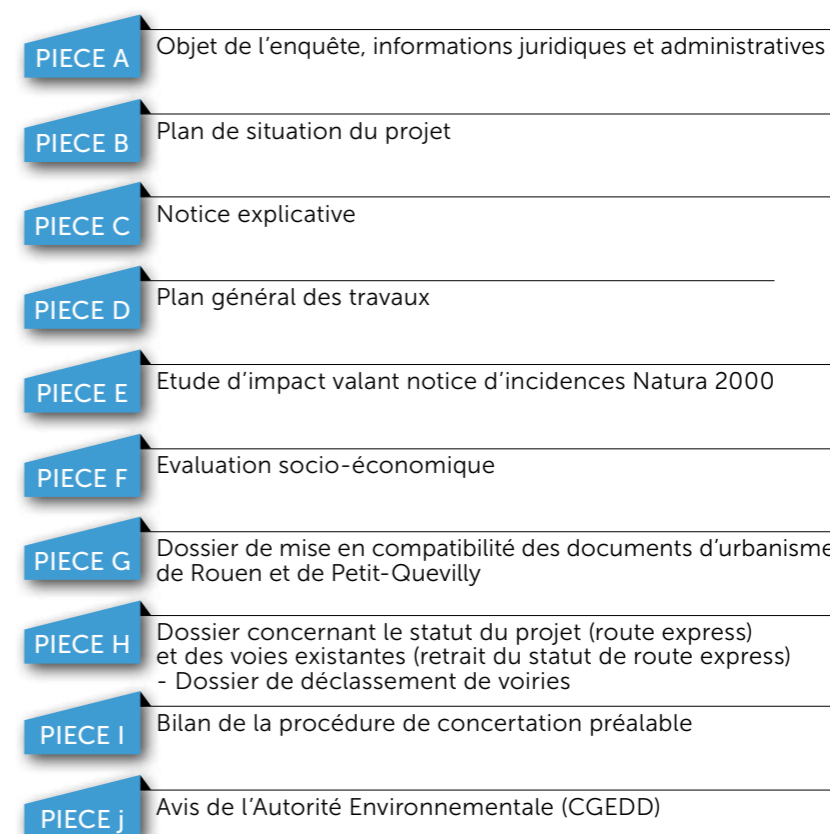 PIECE A
Objet de l’enquête, informations juridiques et administratives
PIECE B
Plan de situation du projet
PIECE C
Notice explicative
PIECE D
Plan général des travaux
PIECE E
Etude d’impact valant notice d’incidences Natura 2000
PIECE F
Evaluation socio-économique
PIECE G
Dossier de mise en compatibilité des documents d’urbanisme
de Rouen et de Petit-Quevilly
PIECE H
Dossier concernant le statut du projet (route express)
et des voies existantes (retrait du statut de route express)
- Dossier de déclassement de voiries
PIECE I
Bilan de la procédure de concertation préalable
PIECE j
Avis de l’Autorité Environnementale (CGEDD)